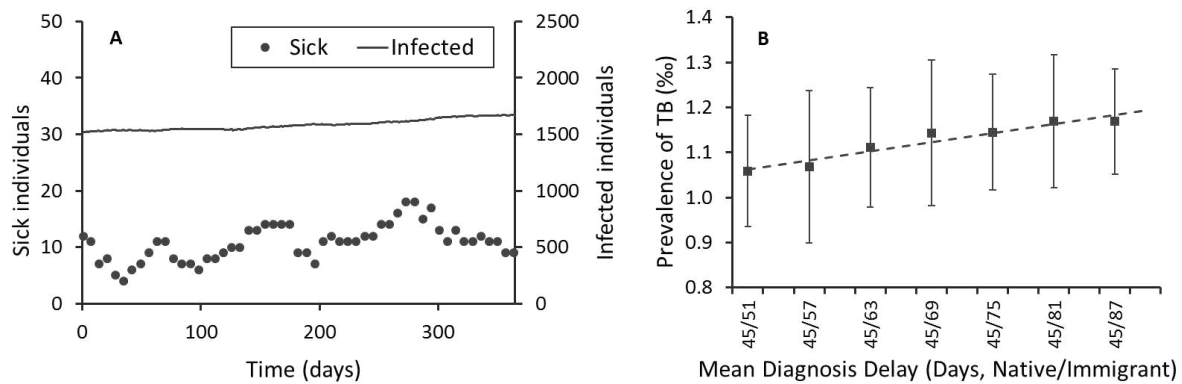 A
Sick Infected
50
40
30
20
10
0
Sick individuals
2500
2000
1500
1000
500
0
Infected individuals
0 100 200 300
Time (days)
B
1.4
1.3
1.2
1.1
1.0
0.9
0.8
Prevalence of TB (‰)
45/51
45/57
45/63
45/69
45/75
45/81
45/87
Mean Diagnosis Delay (Days, Native/Immigrant)